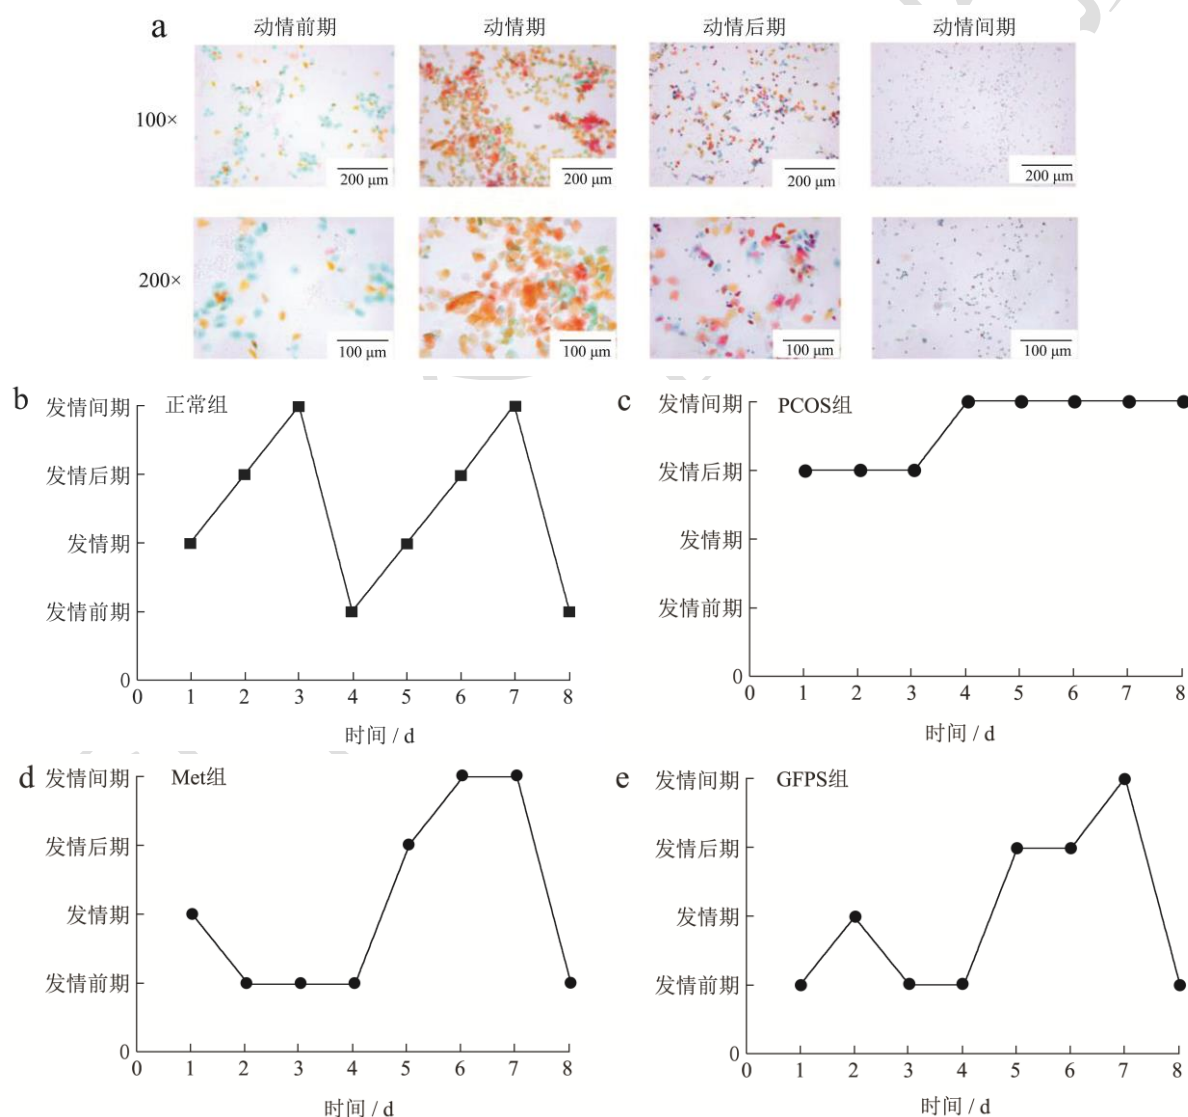 a
动情前期 动情期 动情后期 动情间期
100×
200 μm 200 μm 200 μm 200 μm
200×
100 μm 100 μm 100 μm 100 μm
b
正常组
发情间期
发情后期
发情期
发情前期
0
0 1 2 3 4 5 6 7 8
时间 / d
c
PCOS组
发情间期
发情后期
发情期
发情前期
0
0 1 2 3 4 5 6 7 8
时间 / d
d
Met组
发情间期
发情后期
发情期
发情前期
0
0 1 2 3 4 5 6 7 8
时间 / d
e
GFPS组
发情间期
发情后期
发情期
发情前期
0
0 1 2 3 4 5 6 7 8
时间 / d